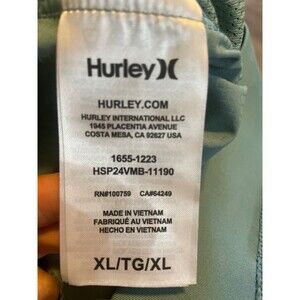 Hurley
HURLEY.COM
HURLEY INTERNATIONAL LLC
1945 PLACENTIA AVENUE
COSTA MESA, CA 92627 USA
1655-1223
HSP24VMB-11190
RN#100759 CA#64249
MADE IN VIETNAM
FABRIQUÉ AU VIETNAM
HECHO EN VIETNAM
XL/TG/XL